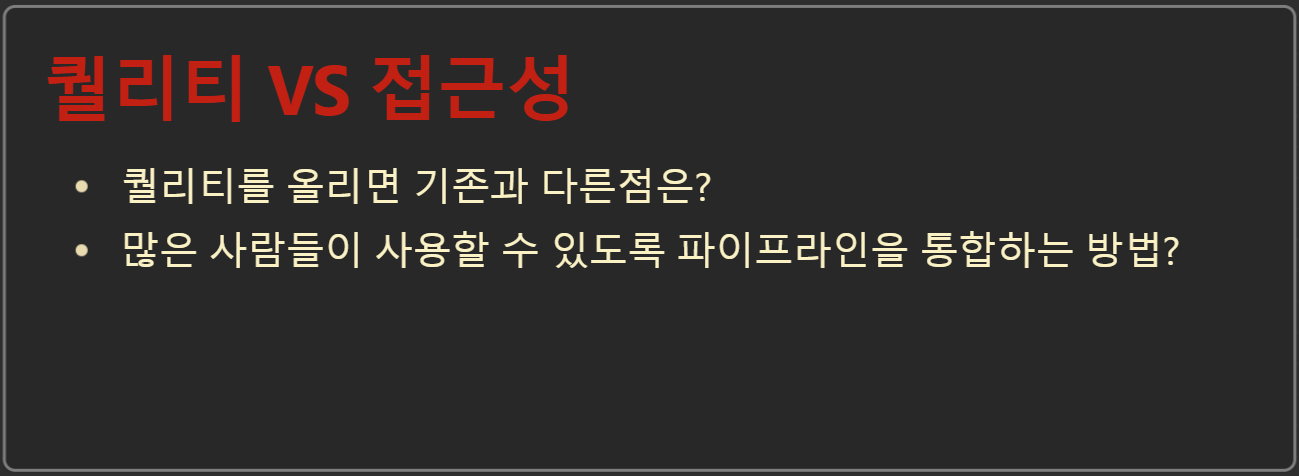 퀄리티 VS 접근성
• 퀄리티를 올리면 기존과 다른점은?
• 많은 사람들이 사용할 수 있도록 파이프라인을 통합하는 방법?